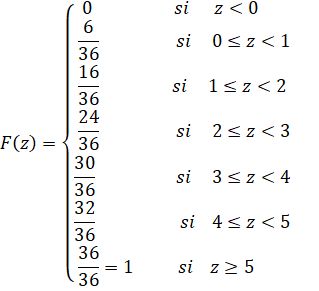 0 si z < 0
6/36 si 0 ≤ z < 1
16/36 si 1 ≤ z < 2
24/36 si 2 ≤ z < 3
F(z) =
30/36 si 3 ≤ z < 4
32/36 si 4 ≤ z < 5
36/36 = 1 si z ≥ 5